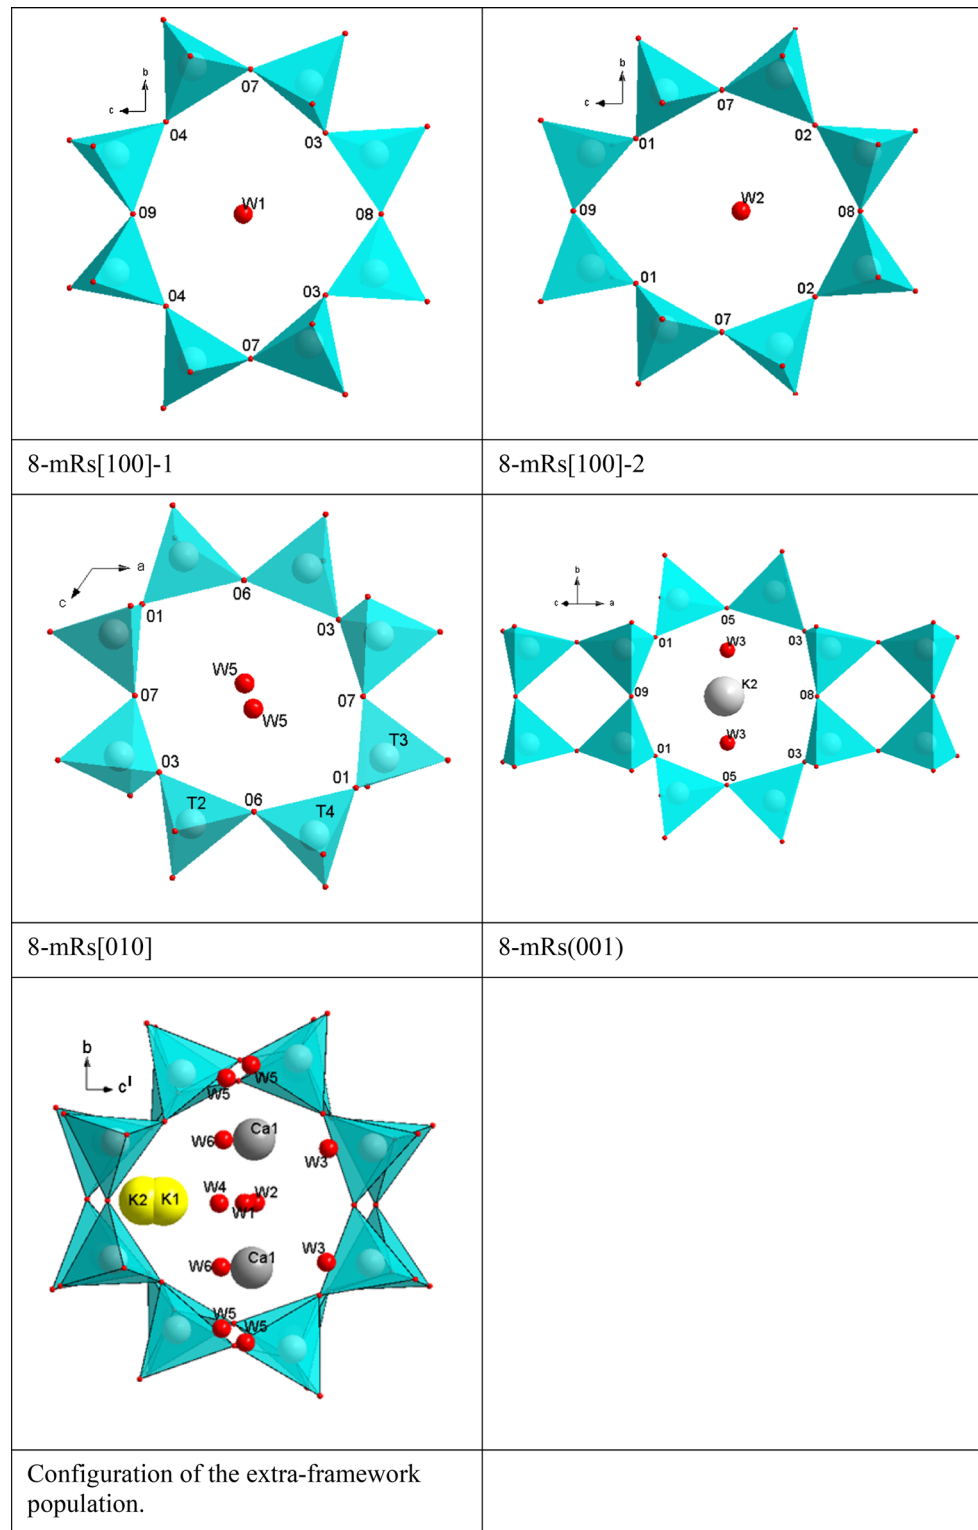 b
c
07
04
03
W1
09
08
04
03
07
b
c
07
01
02
W2
09
08
01
02
07
8-mRs[100]-1
8-mRs[100]-2
a
c
01
06
03
W5
07
07
W5
T3
03
01
T2
06
T4
b
c
a
05
01
03
W3
K2
09
08
W3
01
03
05
8-mRs[010]
8-mRs(001)
b
c'
W5
W5
Ca1
W6
W3
K2
K1
W4
W2
W1
Ca1
W3
W6
W5
W5
Configuration of the extra-framework
population.